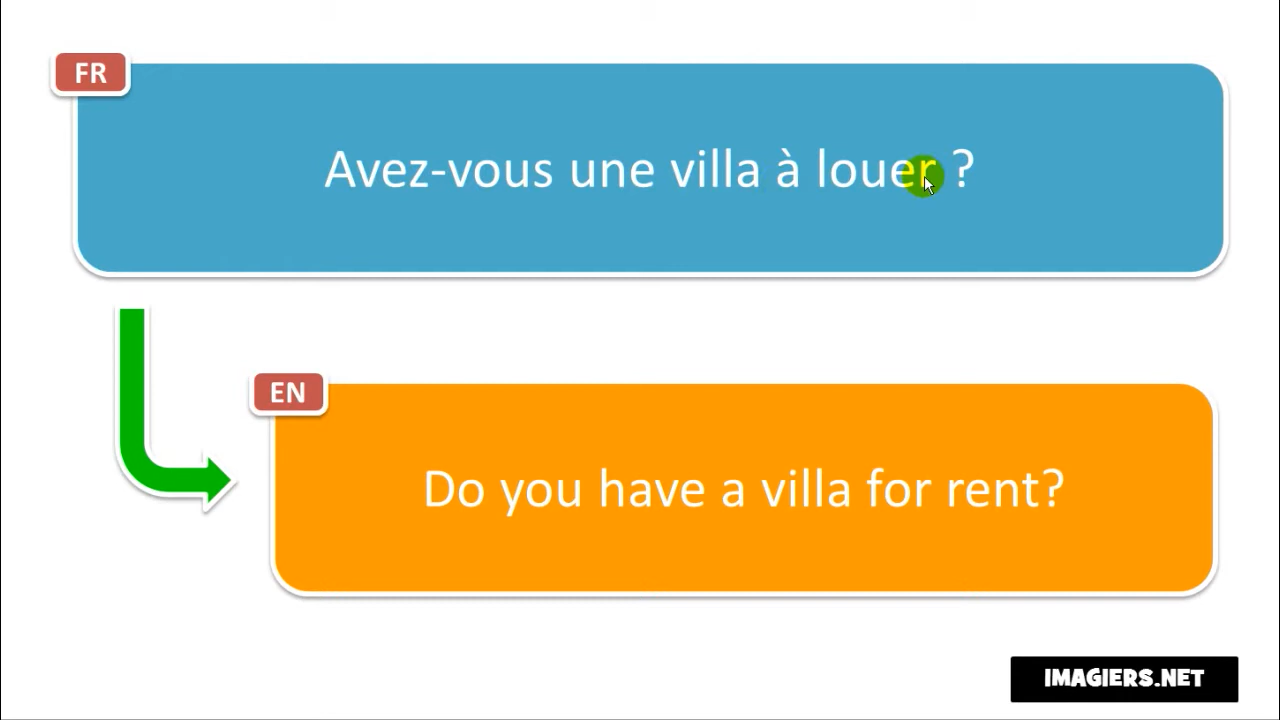 FR
Avez-vous une villa à louer ?
EN
Do you have a villa for rent?
IMAGIERS.NET